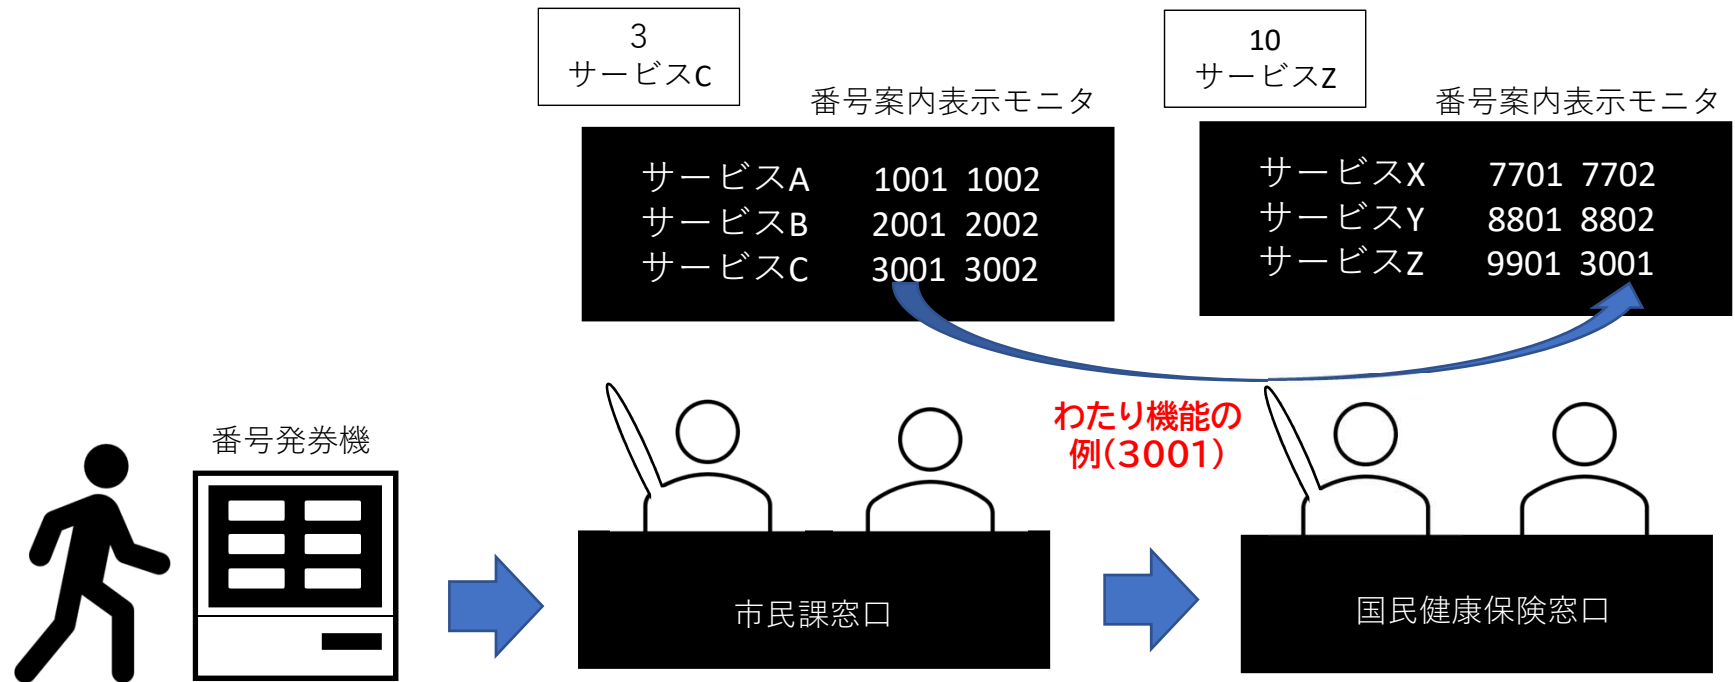 3
サービスC
番号案内表示モニタ
サービスA 1001 1002
サービスB 2001 2002
サービスC 3001 3002
10
サービスZ
番号案内表示モニタ
サービスX 7701 7702
サービスY 8801 8802
サービスZ 9901 3001
わたり機能の
例(3001)
番号発券機
市民課窓口
国民健康保険窓口